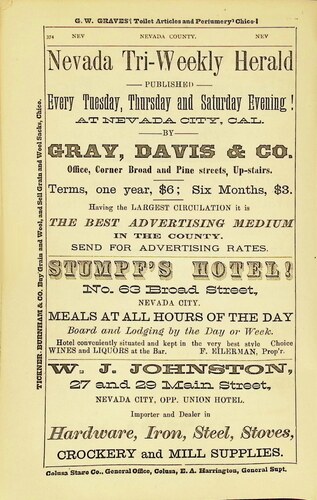 G. W. GRAVES{ Toilet Articles and Perfumery} Chico.
374 NEV NEVADA COUNTY. NEV
Nevada Tri-Weekly Herald
PUBLISHED
Every Tuesday, Thursday and Saturday Evening!
AT NEVADA CITY, CAL.
BY
GRAY, DAVIS & CO.
Office, Corner Broad and Pine streets, Up-stairs.
Terms, one year, $6; Six Months, $3.
Having the LARGEST CIRCULATION it is
THE BEST ADVERTISING MEDIUM
IN THE COUNTY.
SEND FOR ADVERTISING RATES.
STUMPF'S HOTEL!
No. 63 Broad Street,
NEVADA CITY.
MEALS AT ALL HOURS OF THE DAY
Board and Lodging by the Day or Week.
Hotel conveniently situated and kept in the very best style Choice
WINES and LIQUORS at the Bar. F. EILERMAN, Prop'r.
W. J. JOHNSTON,
27 and 29 Main Street,
NEVADA CITY, OPP. UNION HOTEL.
Importer and Dealer in
Hardware, Iron, Steel, Stoves,
CROCKERY and MILL SUPPLIES.
Colusa Stage Co., General Office, Colusa, E. A. Harrington, General Supt.
TICKNER, BURNHAM & CO. Buy Grain and Wool, and Sell Grain and Wool Sacks, Chico.